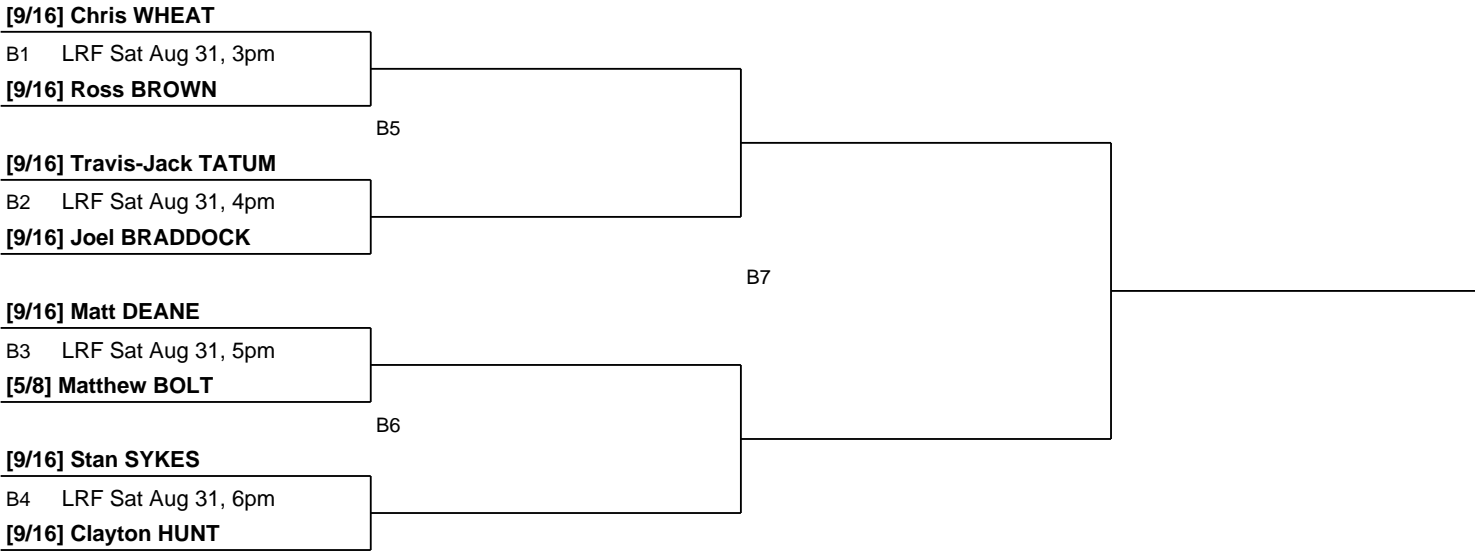 [9/16] Chris WHEAT
B1 LRF Sat Aug 31, 3pm
[9/16] Ross BROWN
B5
[9/16] Travis-Jack TATUM
B2 LRF Sat Aug 31, 4pm
[9/16] Joel BRADDOCK
B7
[9/16] Matt DEANE
B3 LRF Sat Aug 31, 5pm
[5/8] Matthew BOLT
B6
[9/16] Stan SYKES
B4 LRF Sat Aug 31, 6pm
[9/16] Clayton HUNT